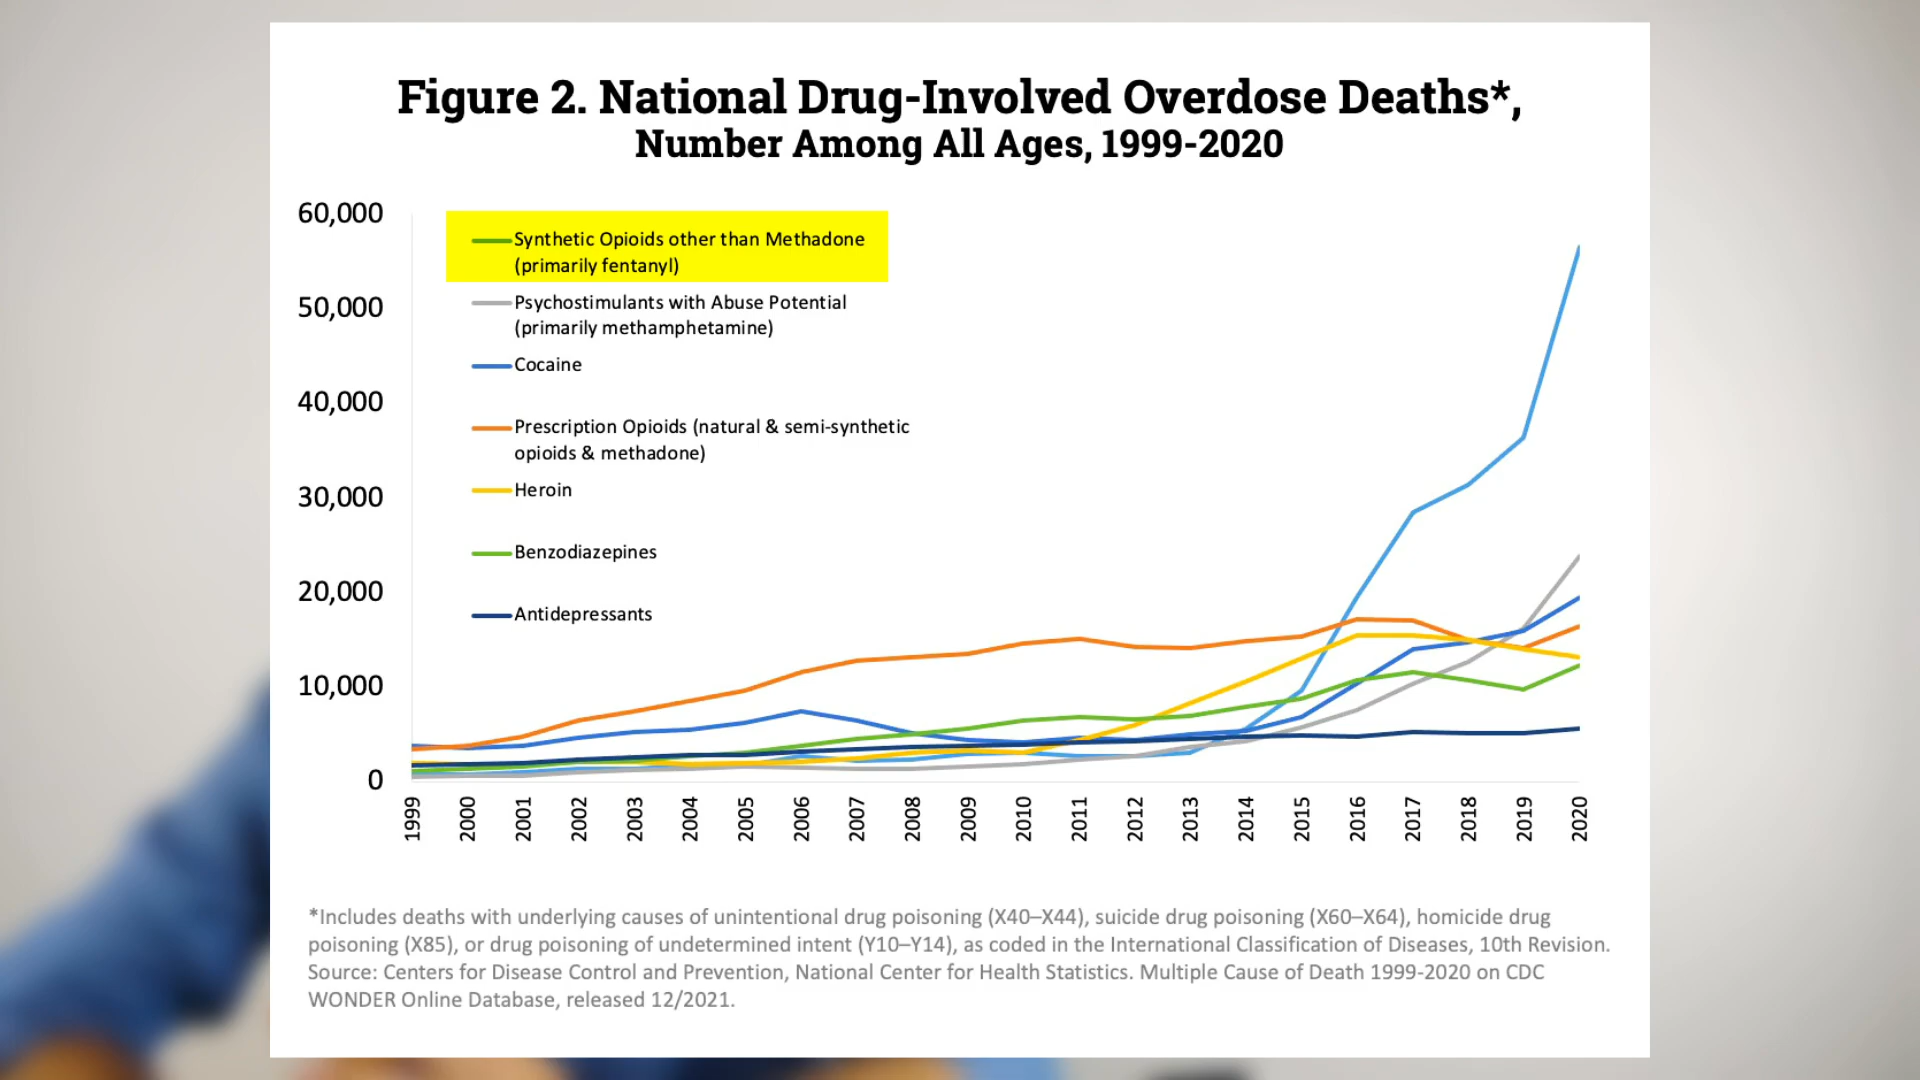 Figure 2. National Drug-Involved Overdose Deaths*,
Number Among All Ages, 1999-2020
60,000
50,000
40,000
30,000
20,000
10,000
0
Synthetic Opioids other than Methadone
(primarily fentanyl)
Psychostimulants with Abuse Potential
(primarily methamphetamine)
Cocaine
Prescription Opioids (natural & semi-synthetic
opioids & methadone)
Heroin
Benzodiazepines
Antidepressants
1999
2000
2001
2002
2003
2004
2005
2006
2007
2008
2009
2010
2011
2012
2013
2014
2015
2016
2017
2018
2019
2020
*Includes deaths with underlying causes of unintentional drug poisoning (X40–X44), suicide drug poisoning (X60–X64), homicide drug
poisoning (X85), or drug poisoning of undetermined intent (Y10–Y14), as coded in the International Classification of Diseases, 10th Revision.
Source: Centers for Disease Control and Prevention, National Center for Health Statistics. Multiple Cause of Death 1999-2020 on CDC
WONDER Online Database, released 12/2021.